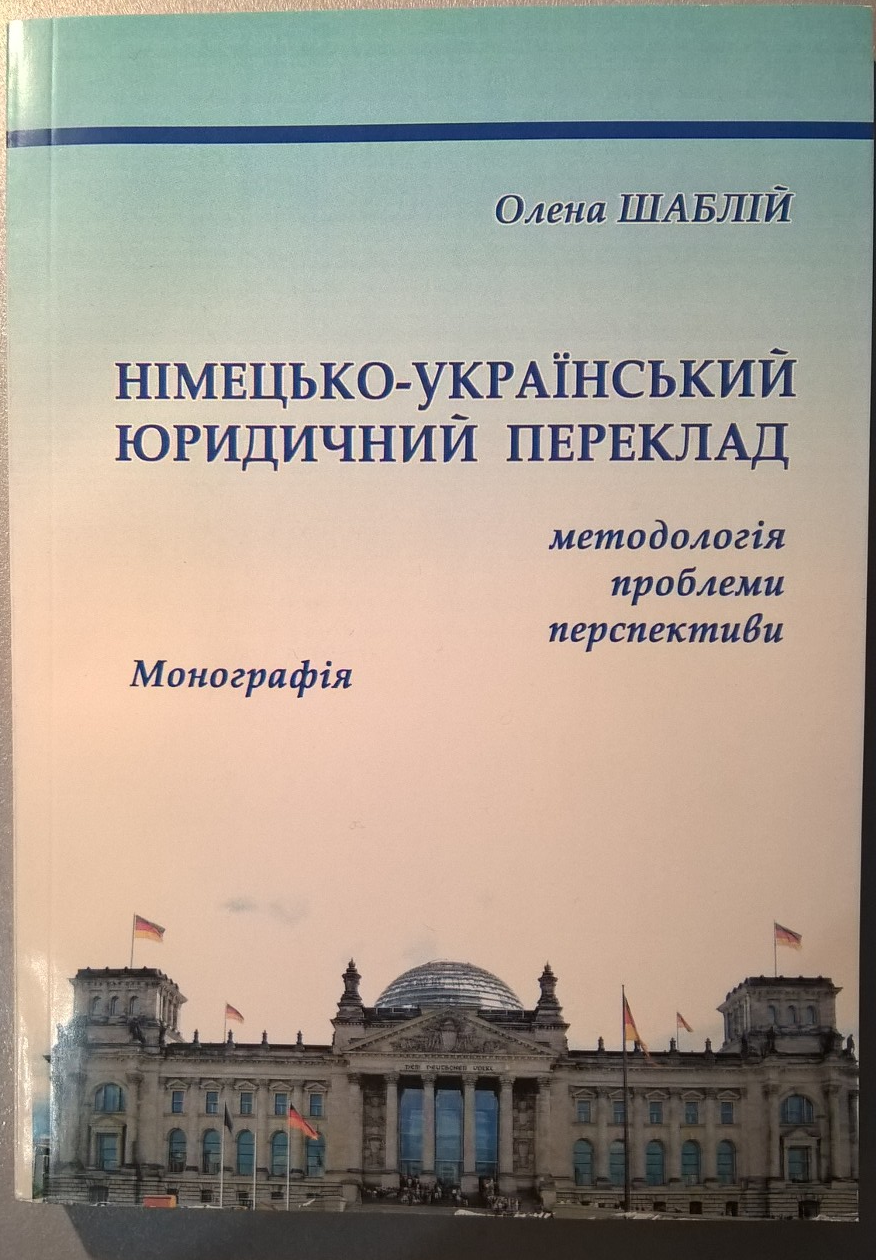 Олена ШАБЛІЙ
НІМЕЦЬКО-УКРАЇНСЬКИЙ
ЮРИДИЧНИЙ ПЕРЕКЛАД
методологія
проблеми
перспективи
Монографія
DEM DEUTSCHEN VOLKE